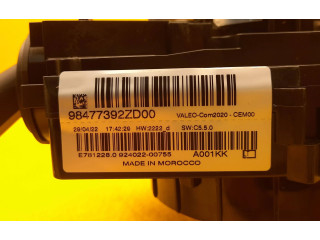 98477392ZD00
VALEO-Com2020 - CEM00
29/04/22 17:42:29 HW:2222_d SW:C5.5.0
E761228.0 924022-00755 A001KK
MADE IN MOROCCO